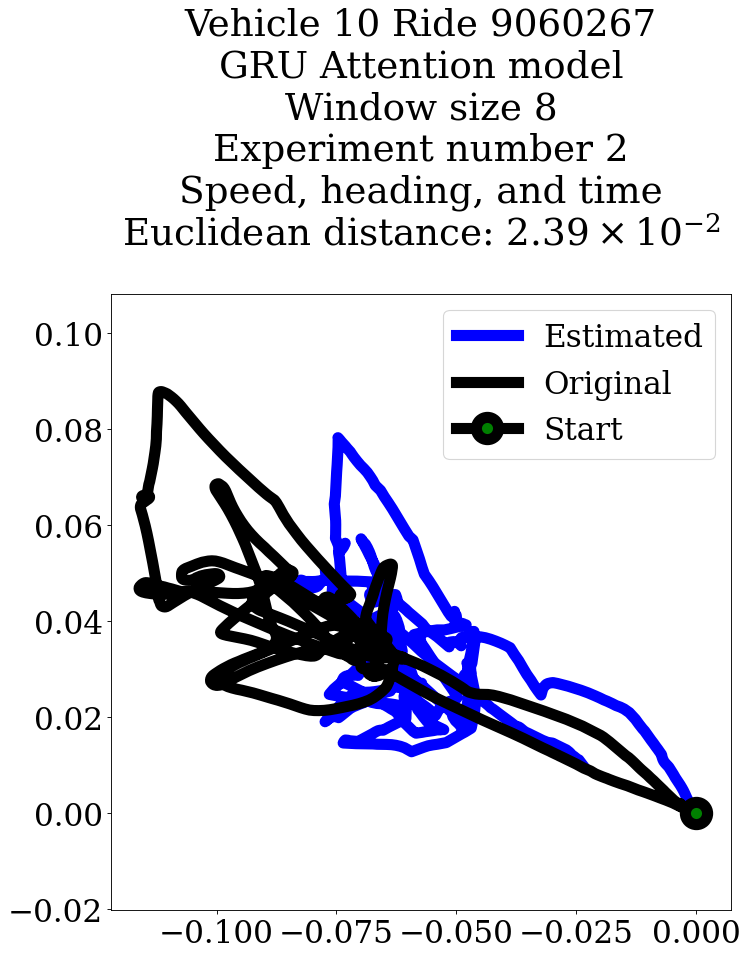 Vehicle 10 Ride 9060267
GRU Attention model
Window size 8
Experiment number 2
Speed, heading, and time
Euclidean distance: 2.39 × 10⁻²
Estimated
Original
Start
0.10
0.08
0.06
0.04
0.02
0.00
−0.02
−0.100 −0.075 −0.050 −0.025 0.000